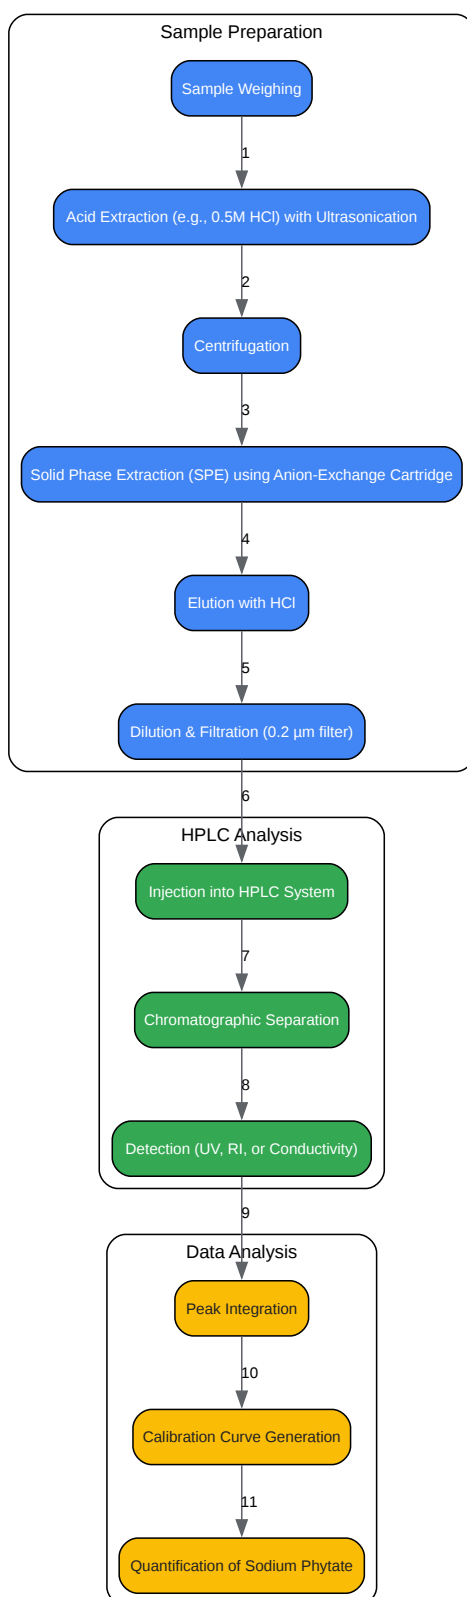 Sample Preparation
Sample Weighing
1
Acid Extraction (e.g., 0.5M HCl) with Ultrasonication
2
Centrifugation
3
Solid Phase Extraction (SPE) using Anion-Exchange Cartridge
4
Elution with HCl
5
Dilution & Filtration (0.2 µm filter)
6
HPLC Analysis
Injection into HPLC System
7
Chromatographic Separation
8
Detection (UV, RI, or Conductivity)
9
Data Analysis
Peak Integration
10
Calibration Curve Generation
11
Quantification of Sodium Phytate